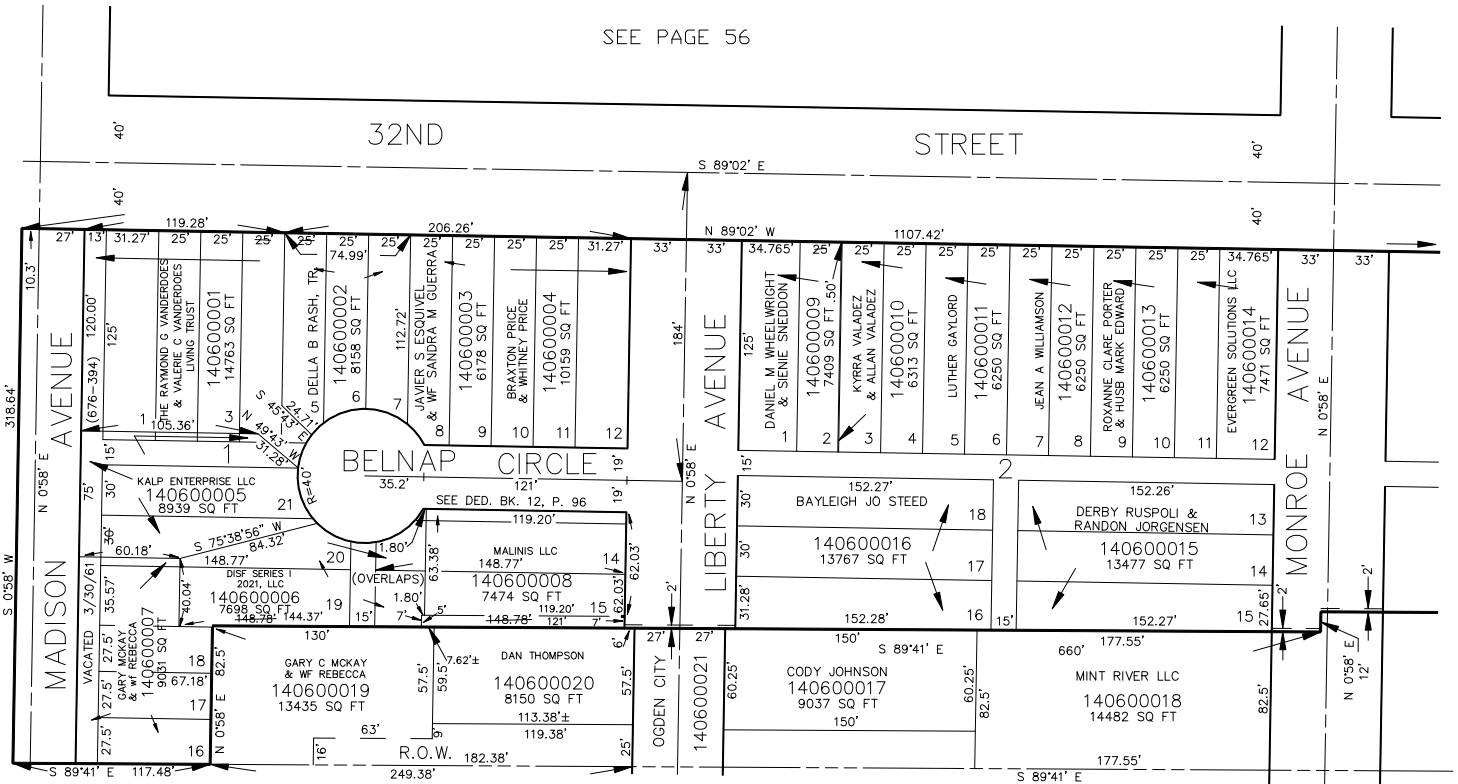 SEE PAGE 56
32ND STREET
40'
40'
40'
40'
S 89°02' E
119.28'
206.26'
N 89°02' W
1107.42'
27'
13'
31.27'
25'
25'
25'
25'
25'
25'
25'
25'
25'
25'
31.27'
33'
33'
34.765'
25'
25'
25'
25'
25'
25'
25'
25'
25'
34.765'
33'
33'
74.99'
10.3'
120.00'
(676-394)
125'
THE RAYMOND G VANDERDOES
& VALERIE C VANDERDOES
LIVING TRUST
140600001
14763 SQ FT
DELLA B RASH, TR
140600002
8158 SQ FT
112.72'
JAVIER S ESQUIVEL
& WF SANDRA M GUERRA
140600003
6178 SQ FT
BRAXTON PRICE
& WHITNEY PRICE
140600004
10159 SQ FT
184'
125'
DANIEL M WHEELWRIGHT
& SIENIE SNEDDON
140600009
7409 SQ FT
.50'
KYRRA VALADEZ
& ALLAN VALADEZ
140600010
6313 SQ FT
LUTHER GAYLORD
140600011
6250 SQ FT
JEAN A WILLIAMSON
140600012
6250 SQ FT
ROXANNE CLARE PORTER
& HUSB MARK EDWARD
140600013
6250 SQ FT
EVERGREEN SOLUTIONS LLC
140600014
7471 SQ FT
MADISON AVENUE
LIBERTY AVENUE
MONROE AVENUE
N 0°58' E
N 0°58' E
N 0°58' E
318.64'
S 0°58' W
S 45°43' E
24.71'
N 49°43' W
31.28'
105.36'
1
3
1
5
6
7
8
9
10
11
12
1
2
3
4
5
6
7
8
9
10
11
12
2
BELNAP CIRCLE
R=40'
35.2'
121'
19'
19'
SEE DED. BK. 12, P. 96
119.20'
15'
30'
30'
75'
KALP ENTERPRISE LLC
140600005
8939 SQ FT
21
S 75°38'56" W
84.32'
60.18'
148.77'
20
DISF SERIES I
2021, LLC
140600006
7698 SQ FT
19
148.78'
144.37'
40.04'
35.57'
VACATED 3/30/61
1.80'
(OVERLAPS)
1.80'
15'
7'
5'
63.38'
MALINIS LLC
148.77'
14
140600008
7474 SQ FT
119.20'
15
148.78'
121'
7'
62.03'
62.03'
2'
15'
30'
30'
31.28'
152.27'
BAYLEIGH JO STEED
18
140600016
13767 SQ FT
17
16
152.28'
15'
152.26'
DERBY RUSPOLI &
RANDON JORGENSEN
13
140600015
13477 SQ FT
14
15
152.27'
27.65'
2'
2'
N 0°58' E
12'
GARY MCKAY
& wf REBECCA
140600007
9031 SQ FT
27.5'
27.5'
27.5'
18
67.18'
17
16
82.5'
N 0°58' E
130'
GARY C MCKAY
& WF REBECCA
140600019
13435 SQ FT
57.5'
59.5'
7.62'±
63'
16'
R.O.W.
DAN THOMPSON
140600020
8150 SQ FT
113.38'±
119.38'
182.38'
249.38'
6'
57.5'
25'
27'
27'
OGDEN CITY
140600021
60.25'
150'
CODY JOHNSON
140600017
9037 SQ FT
150'
60.25'
82.5'
S 89°41' E
660'
177.55'
MINT RIVER LLC
140600018
14482 SQ FT
82.5'
177.55'
S 89°41' E
S 89°41' E
117.48'